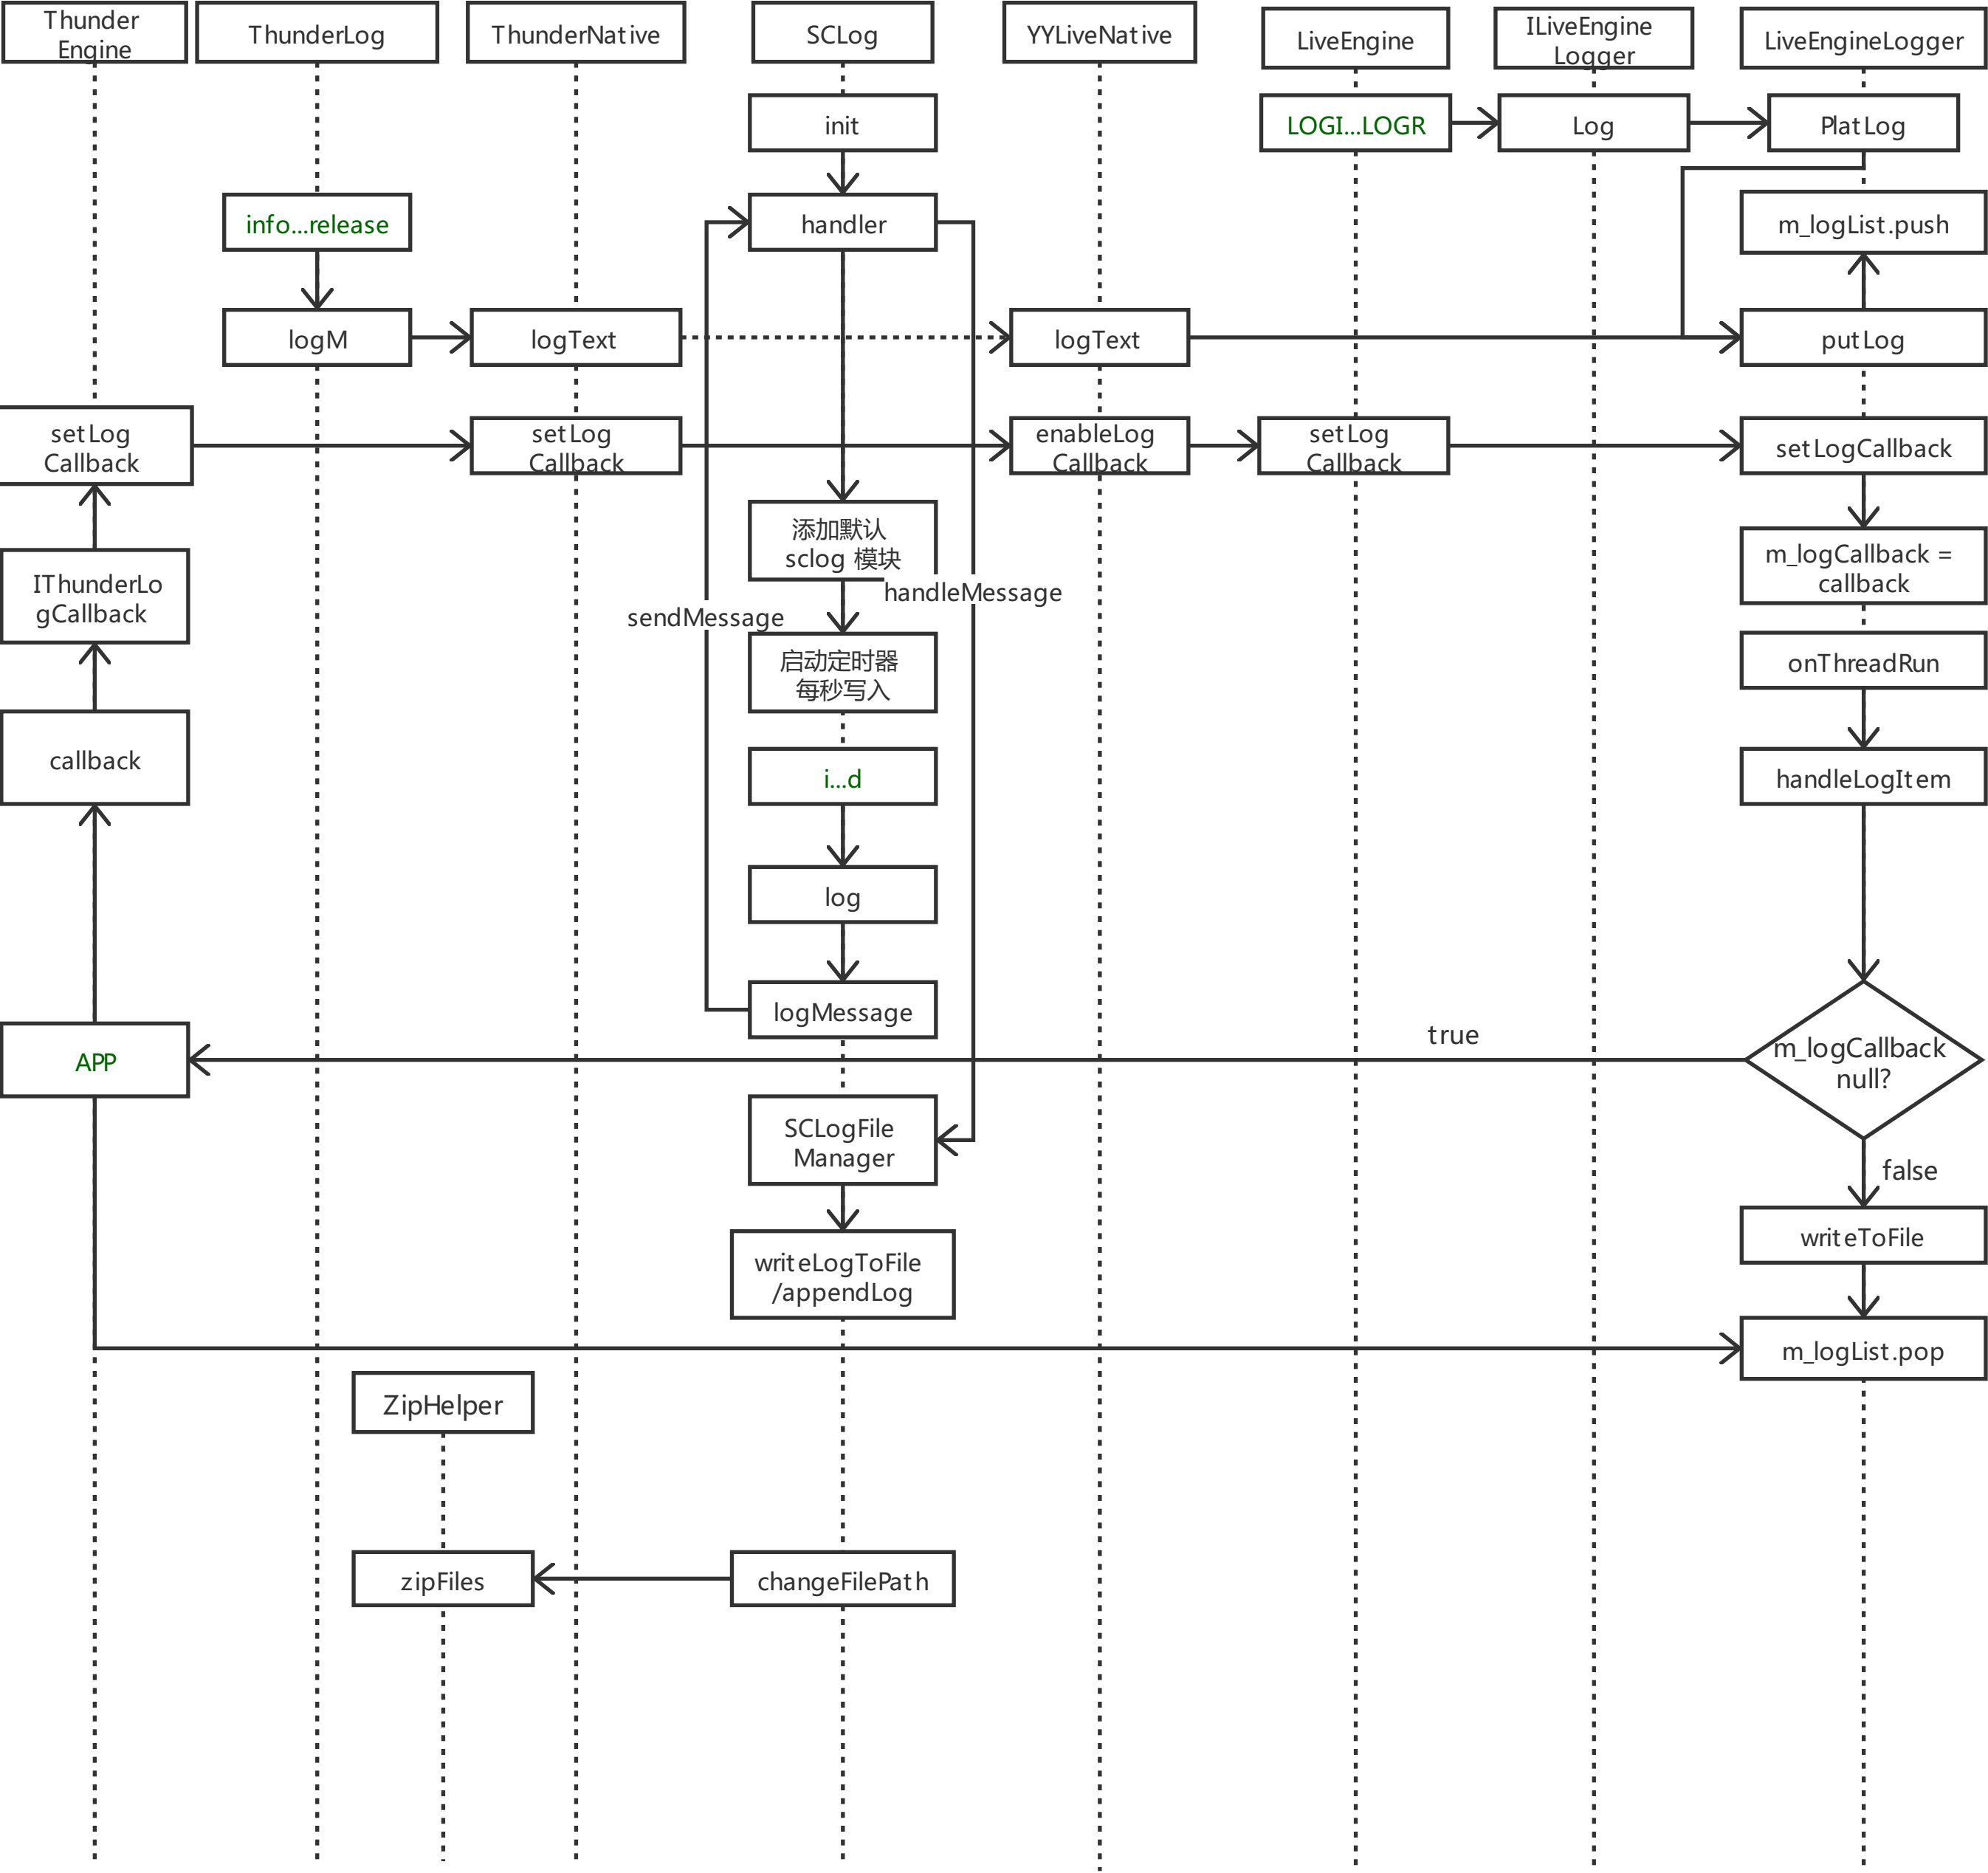 Thunder
Engine
ThunderLog
ThunderNative
SCLog
YYLiveNative
LiveEngine
ILiveEngine
Logger
LiveEngineLogger
init
LOGI...LOGR
Log
PlatLog
info...release
handler
m_logList.push
logM
logText
logText
putLog
setLog
Callback
setLog
Callback
enableLog
Callback
setLog
Callback
setLogCallback
添加默认
sclog 模块
m_logCallback =
callback
IThunderLo
gCallback
handleMessage
sendMessage
启动定时器
每秒写入
onThreadRun
callback
i...d
handleLogItem
log
logMessage
true
APP
m_logCallback
null?
SCLogFile
Manager
false
writeToFile
writeLogToFile
/appendLog
m_logList.pop
ZipHelper
zipFiles
changeFilePath